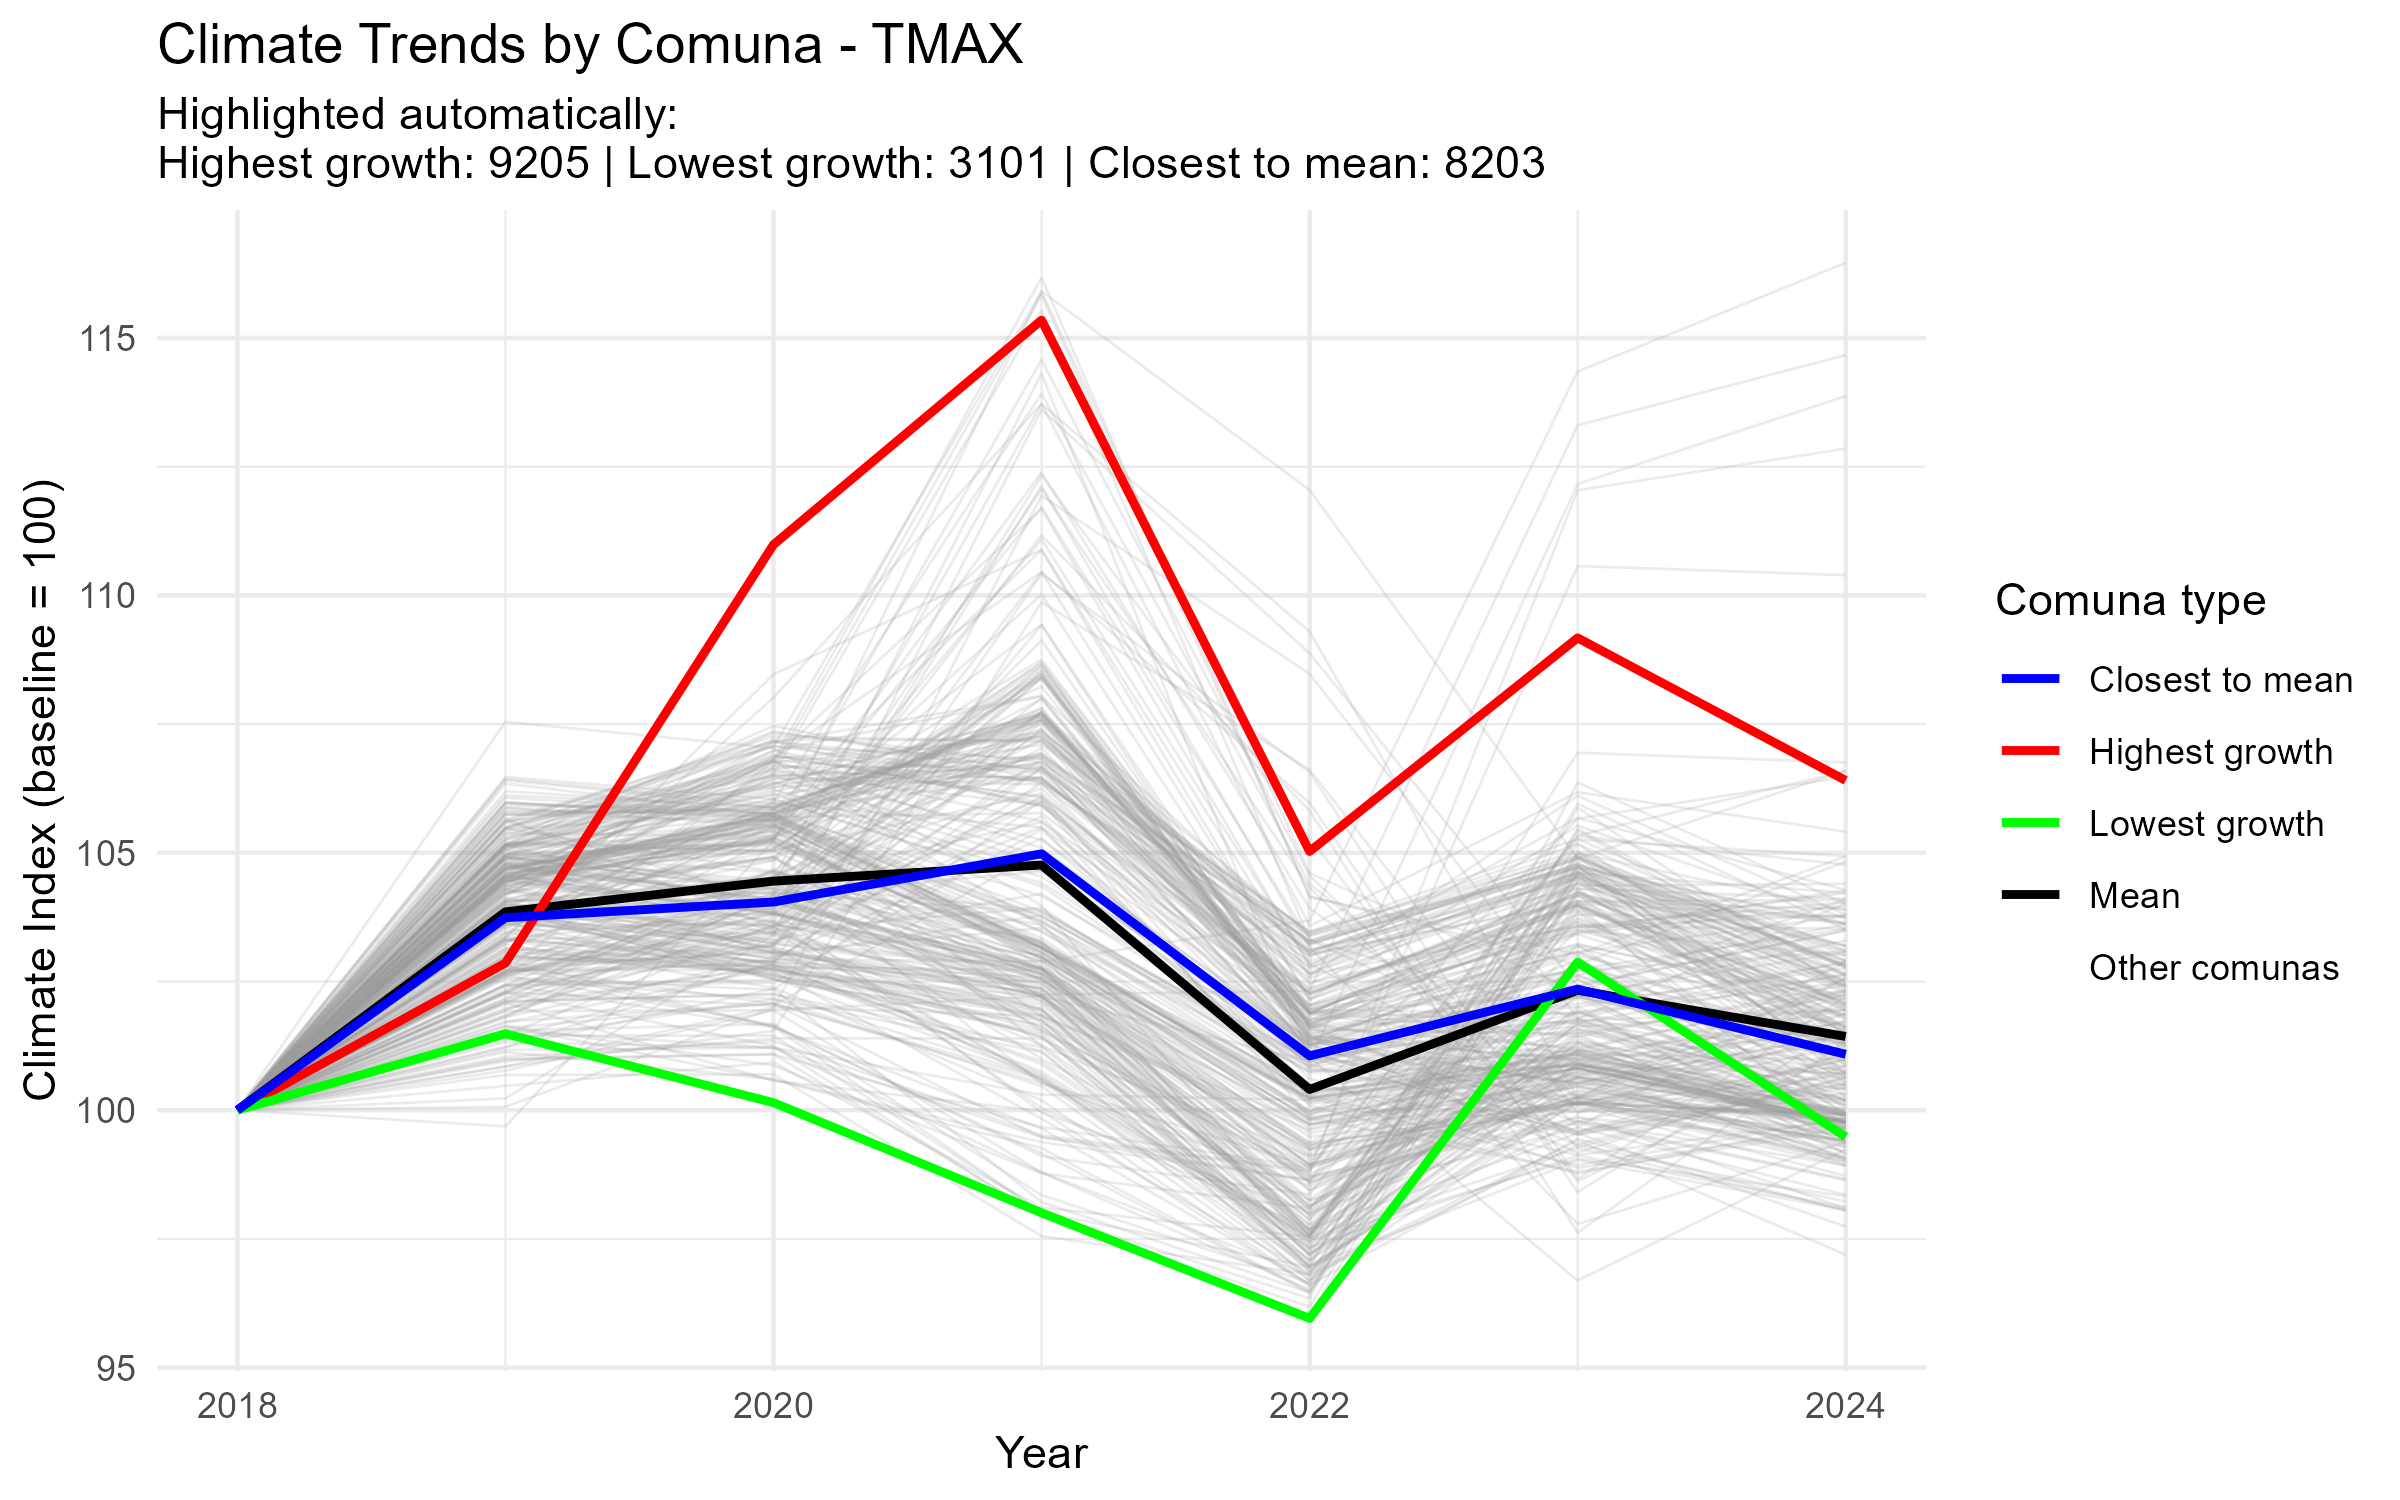 Climate Trends by Comuna - TMAX
Highlighted automatically:
Highest growth: 9205 | Lowest growth: 3101 | Closest to mean: 8203
Climate Index (baseline = 100)
115
110
105
100
95
2018
2020
2022
2024
Year
Comuna type
Closest to mean
Highest growth
Lowest growth
Mean
Other comunas